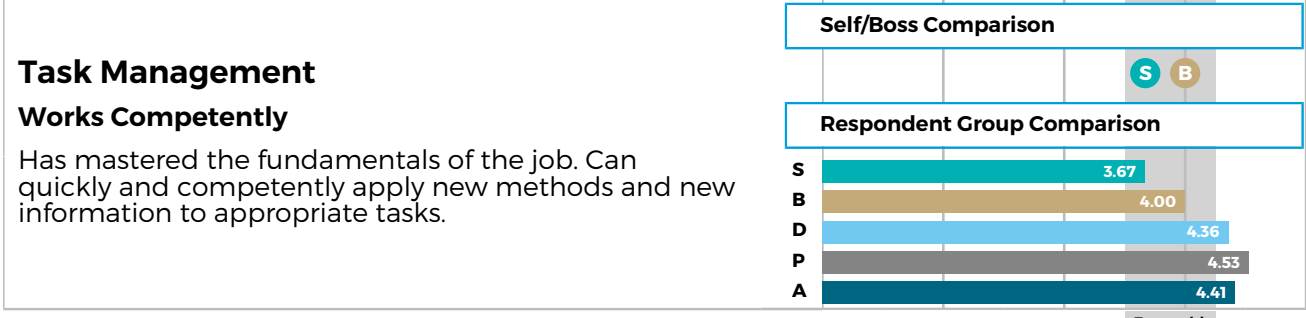 Self/Boss Comparison
Task Management
S B
Works Competently
Respondent Group Comparison
Has mastered the fundamentals of the job. Can
quickly and competently apply new methods and new
information to appropriate tasks.
S 3.67
B 4.00
D 4.36
P 4.53
A 4.41